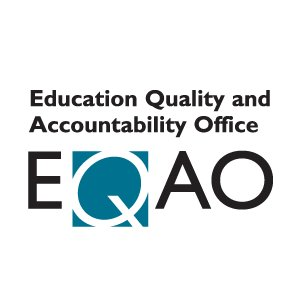 Education Quality and
Accountability Office
EQAO